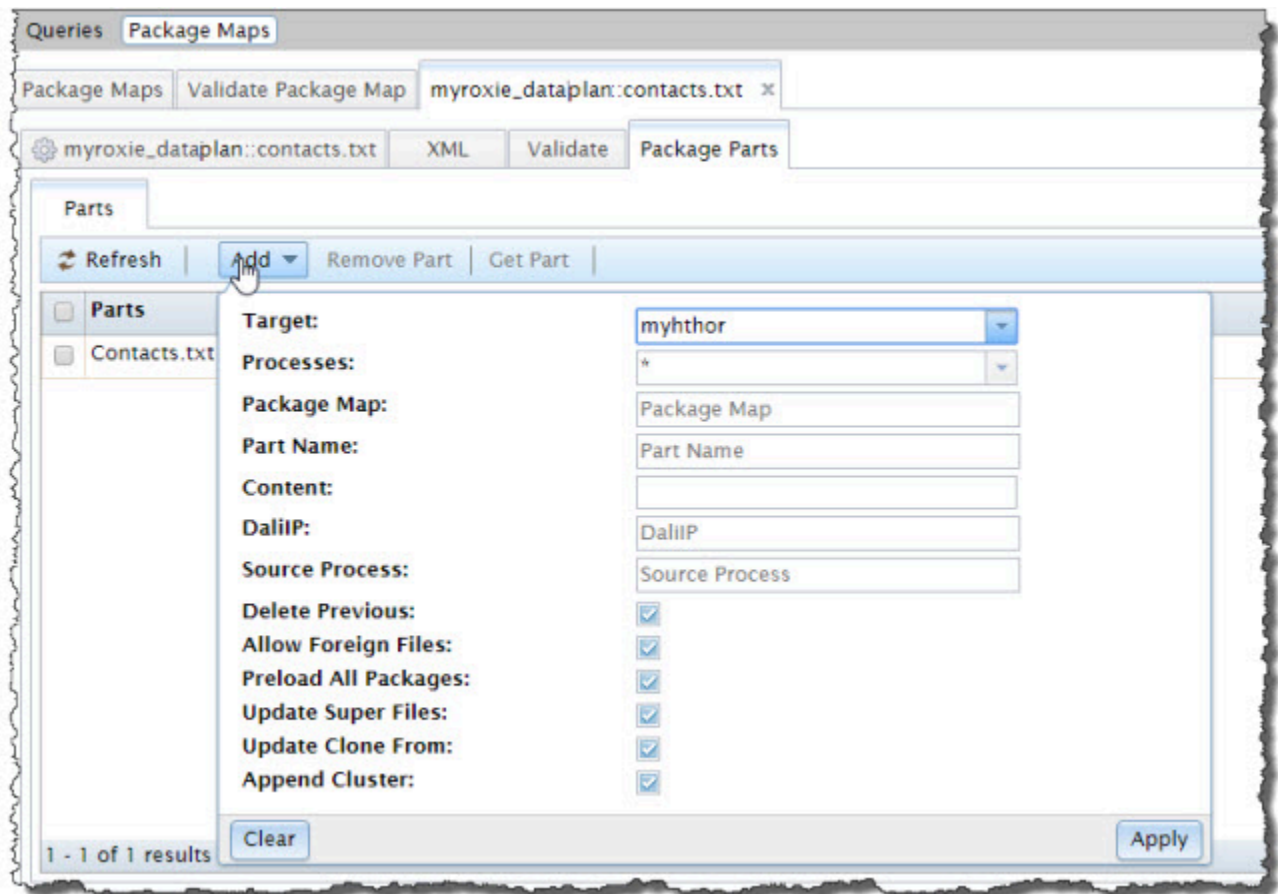 Queries Package Maps
Package Maps Validate Package Map myroxie_dataplan::contacts.txt x
myroxie_dataplan::contacts.txt XML Validate Package Parts
Parts
Refresh Add Remove Part Get Part
Parts
Contacts.txt
Target: myhthor
Processes: *
Package Map: Package Map
Part Name: Part Name
Content:
DaliIP: DaliIP
Source Process: Source Process
Delete Previous:
Allow Foreign Files:
Preload All Packages:
Update Super Files:
Update Clone From:
Append Cluster:
Clear Apply
1 - 1 of 1 results